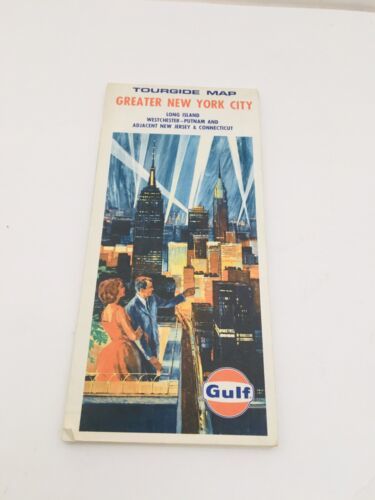 TOURGIDE MAP
GREATER NEW YORK CITY
LONG ISLAND
WESTCHESTER–PUTNAM AND
ADJACENT NEW JERSEY & CONNECTICUT
Gulf